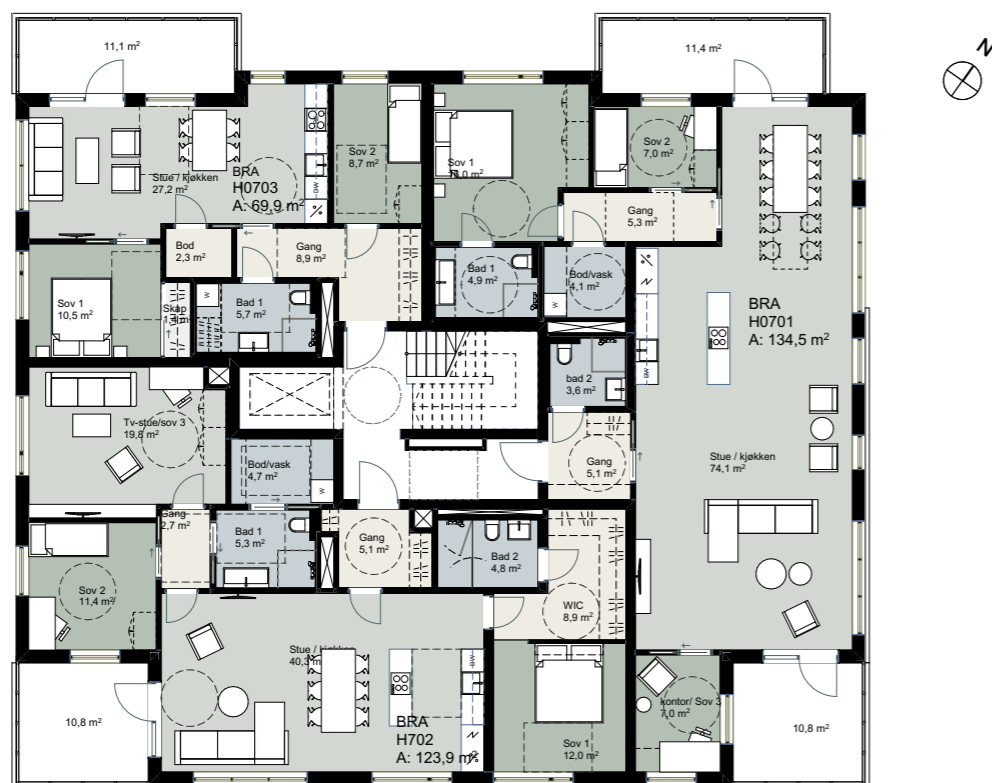 11,1 m²
11,4 m²
N
Stue / kjøkken
27,2 m²
BRA
H0703
A: 69,9 m²
DW
Sov 2
8,7 m²
Sov 1
16,0 m²
Sov 2
7,0 m²
Gang
5,3 m²
Bod
2,3 m²
Gang
8,9 m²
Bad 1
4,9 m²
Bod/vask
4,1 m²
W
Sov 1
10,5 m²
Skap
W
Bad 1
5,7 m²
BRA
H0701
A: 134,5 m²
DW
bad 2
3,6 m²
Tv-stue/sov 3
19,8 m²
Bod/vask
4,7 m²
W
Gang
5,1 m²
Stue / kjøkken
74,1 m²
Gang
2,7 m²
Bad 1
5,3 m²
Gang
5,1 m²
Bad 2
4,8 m²
Sov 2
11,4 m²
WIC
8,9 m²
Stue / kjøkken
40,3 m²
DW
BRA
H702
A: 123,9 m²
Sov 1
12,0 m²
kontor/ Sov 3
7,0 m²
10,8 m²
10,8 m²